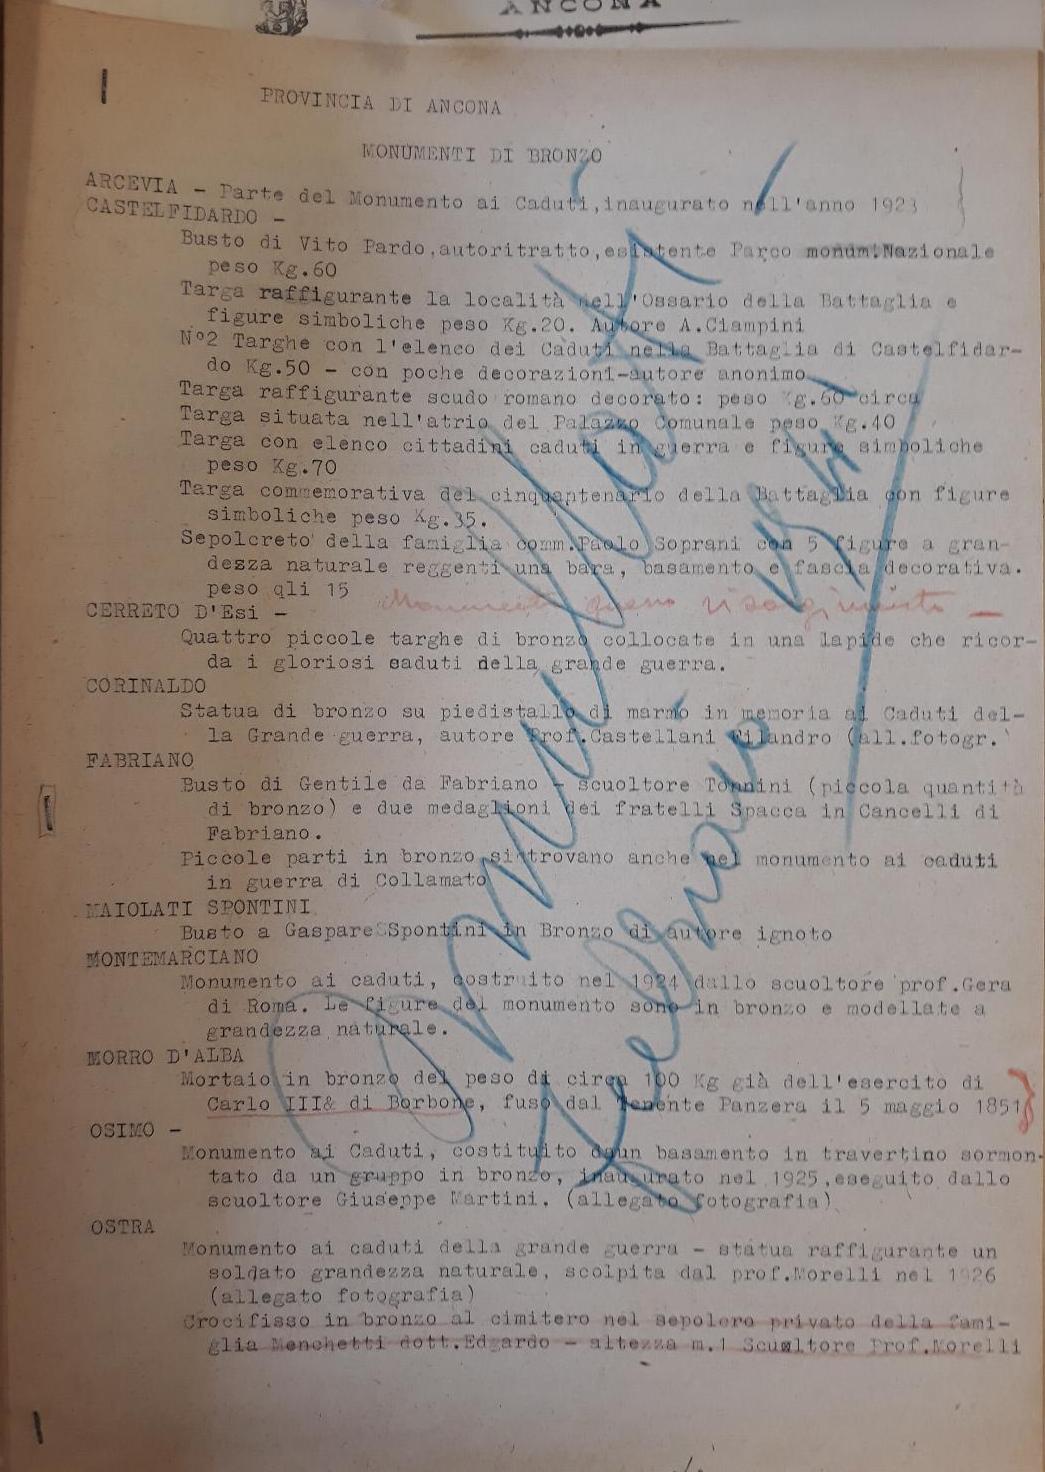 ANCONA
PROVINCIA DI ANCONA
MONUMENTI DI BRONZO
ARCEVIA - Parte del Monumento ai Caduti,inaugurato nell'anno 1923
CASTELFIDARDO -
Busto di Vito Pardo,autoritratto,esistente Parco monum.Nazionale
peso Kg.60
Targa raffigurante la località nell'Ossario della Battaglia e
figure simboliche peso Kg.20. Autore A.Ciampini
N°2 Targhe con l'elenco dei Caduti nella Battaglia di Castelfidar-
do Kg.50 - con poche decorazioni-autore anonimo
Targa raffigurante scudo romano decorato: peso Kg.60 circa
Targa situata nell'atrio del Palazzo Comunale peso Kg.40
Targa con elenco cittadini caduti in guerra e figure simboliche
peso Kg.70
Targa commemorativa del cinquantenario della Battaglia con figure
simboliche peso Kg.35.
Sepolcreto della famiglia comm.Paolo Soprani con 5 figure a gran-
dezza naturale reggenti una bara, basamento e fascia decorativa.
peso qli 15
CERRETO D'Esi -
Quattro piccole targhe di bronzo collocate in una lapide che ricor-
da i gloriosi caduti della grande guerra.
CORINALDO
Statua di bronzo su piedistallo di marmo in memoria ai Caduti del-
la Grande guerra, autore Prof.Castellani Filandro (all.fotogr.
FABRIANO
Busto di Gentile da Fabriano - scuoltore Tonnini (piccola quantità
di bronzo) e due medaglioni dei fratelli Spacca in Cancelli di
Fabriano.
Piccole parti in bronzo sintrovano anche nel monumento ai caduti
in guerra di Collamato
MAIOLATI SPONTINI
Busto a Gaspare Spontini in Bronzo di autore ignoto
MONTEMARCIANO
Monumento ai caduti, costruito nel 1924 dallo scuoltore prof.Gera
di Roma. Le figure del monumento sono in bronzo e modellate a
grandezza naturale.
MORRO D'ALBA
Mortaio in bronzo del peso di circa 100 Kg già dell'esercito di
Carlo III& di Borbone, fuso dal Tenente Panzera il 5 maggio 1851
OSIMO -
Monumento ai Caduti, costituito daun basamento in travertino sormon-
tato da un gruppo in bronzo, inaugurato nel 1925,eseguito dallo
scuoltore Giuseppe Martini. (allegato fotografia)
OSTRA
Monumento ai caduti della grande guerra - statua raffigurante un
soldato grandezza naturale, scolpita dal prof.Morelli nel 1926
(allegato fotografia)
Crocifisso in bronzo al cimitero nel sepolcro privato della fami-
glia Menchetti dott.Edgardo - altezza m.1 Scuoltore Prof.Morelli